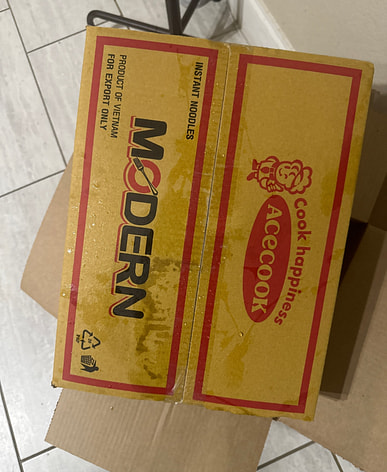 INSTANT NOODLES
MODERN
PRODUCT OF VIETNAM
FOR EXPORT ONLY
Cook happiness
Acecook